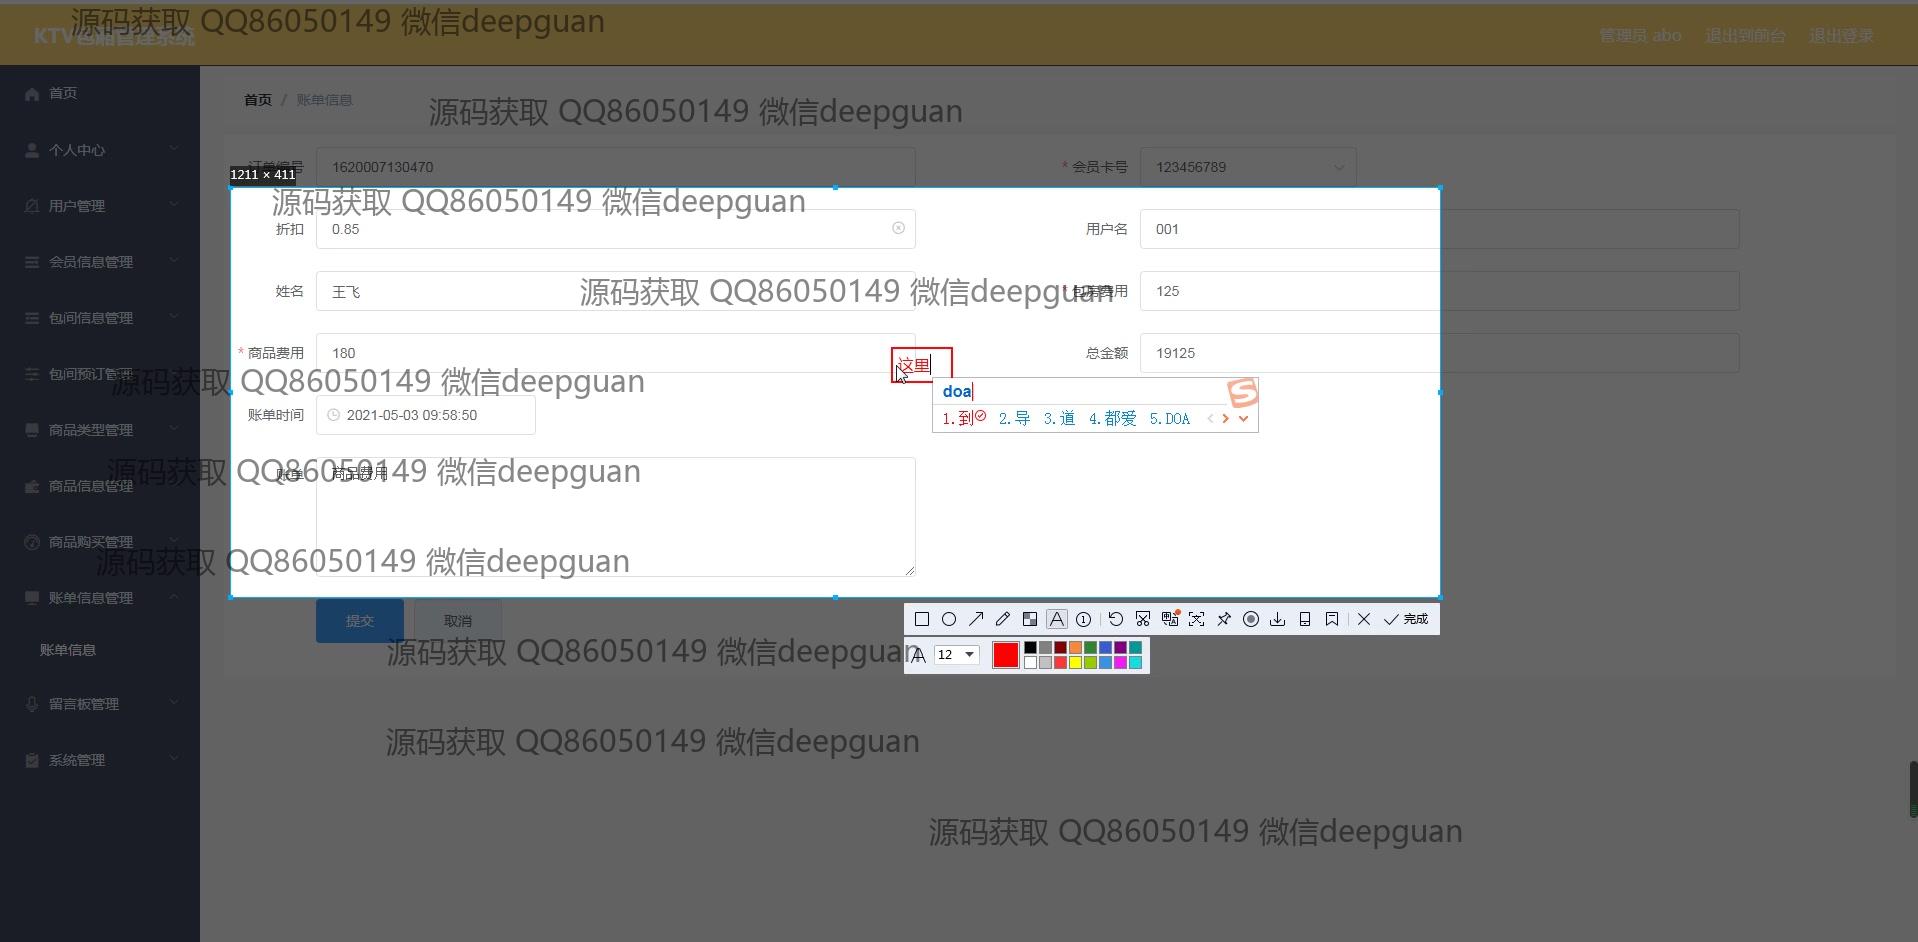 源码获取 QQ86050149 微信deepguan
KTV包厢管理系统
管理员 abo
退出到前台
退出登录
首页
首页 / 账单信息
源码获取 QQ86050149 微信deepguan
个人中心
订单编号
1620007130470
* 会员卡号
123456789
1211 × 411
源码获取 QQ86050149 微信deepguan
用户管理
折扣
0.85
用户名
001
会员信息管理
姓名
王飞
源码获取 QQ86050149 微信deepguan
* 包房费用
125
包间信息管理
* 商品费用
180
总金额
19125
这里
包间预订管理
源码获取 QQ86050149 微信deepguan
doa
1.到 2.导 3.道 4.都爱 5.DOA
账单时间
2021-05-03 09:58:50
商品类型管理
账单
商品费用
源码获取 QQ86050149 微信deepguan
商品信息管理
商品购买管理
源码获取 QQ86050149 微信deepguan
账单信息管理
提交
取消
完成
账单信息
源码获取 QQ86050149 微信deepguan
A 12
留言板管理
源码获取 QQ86050149 微信deepguan
系统管理
源码获取 QQ86050149 微信deepguan